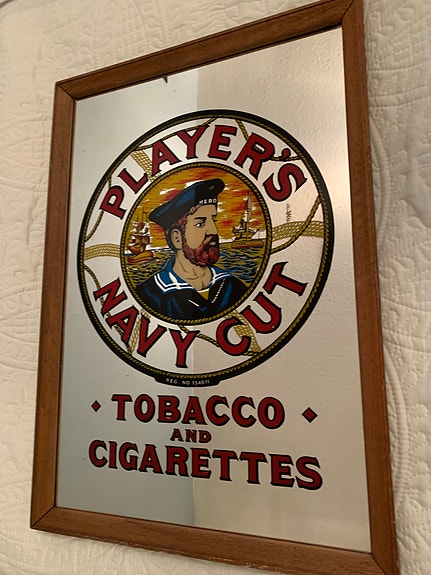 PLAYER'S
HERO
NAVY CUT
REG. NO 154011
TOBACCO
AND
CIGARETTES